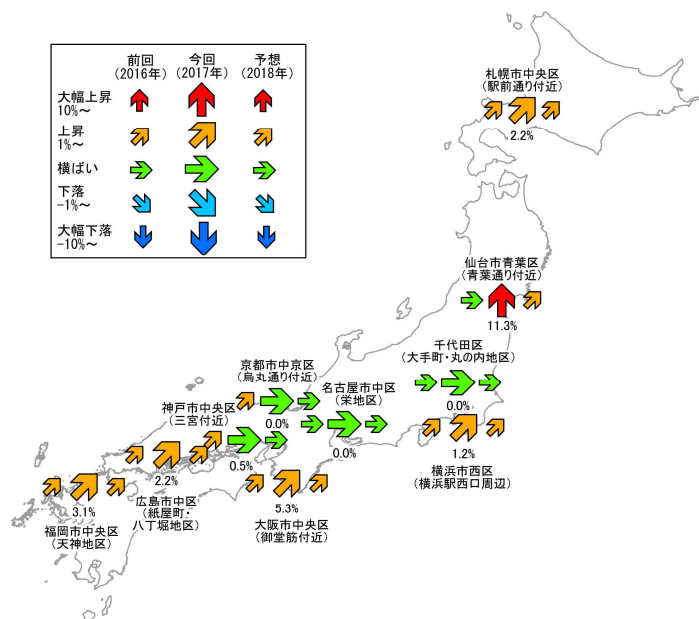 前回 今回 予想
(2016年) (2017年) (2018年)
大幅上昇
10%~
上昇
1%~
横ばい
下落
-1%~
大幅下落
-10%~
札幌市中央区
(駅前通り付近)
2.2%
仙台市青葉区
(青葉通り付近)
11.3%
千代田区
(大手町・丸の内地区)
0.0%
京都市中京区
(烏丸通り付近)
0.0%
名古屋市中区
(栄地区)
0.0%
神戸市中央区
(三宮付近)
0.5%
1.2%
横浜市西区
(横浜駅西口周辺)
2.2%
広島市中区
(紙屋町・
八丁堀地区)
5.3%
大阪市中央区
(御堂筋付近)
3.1%
福岡市中央区
(天神地区)